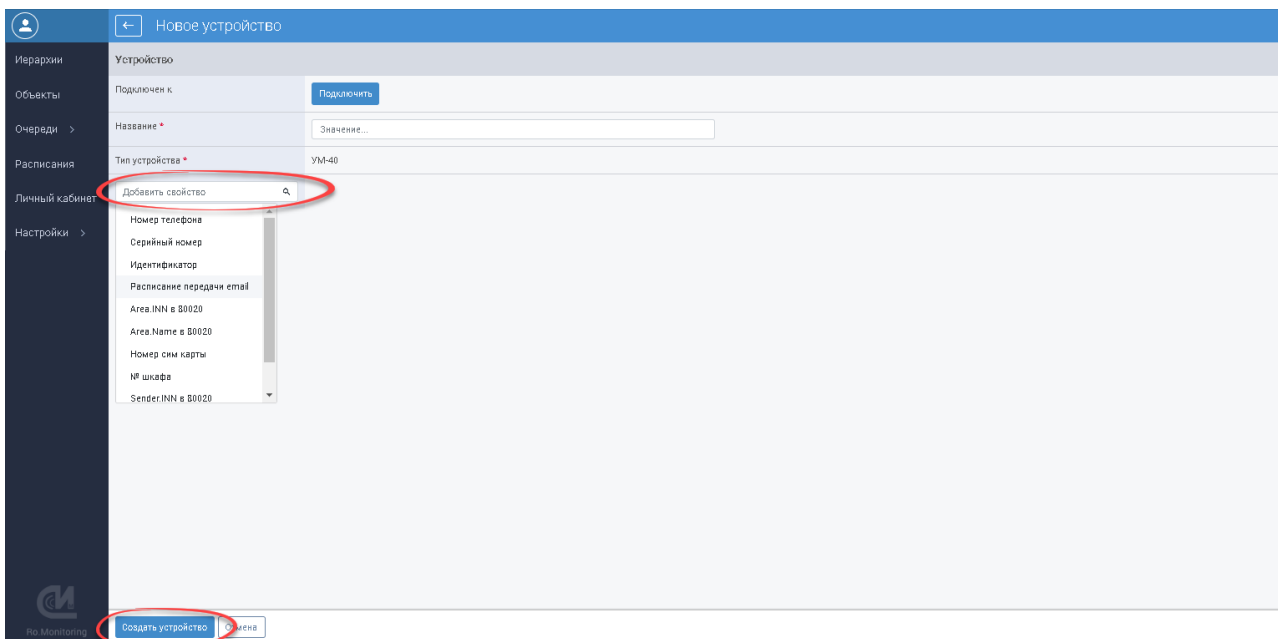 Новое устройство
Иерархии
Объекты
Очереди >
Расписания
Личный кабинет
Настройки >
Устройство
Подключен к
Подключить
Название *
Значение...
Тип устройства *
УМ-40
Добавить свойство
Номер телефона
Серийный номер
Идентификатор
Расписание передачи email
Area.INN в 80020
Area.Name в 80020
Номер сим карты
№ шкафа
Sender.INN в 80020
Создать устройство
Отмена
Ro.Monitoring